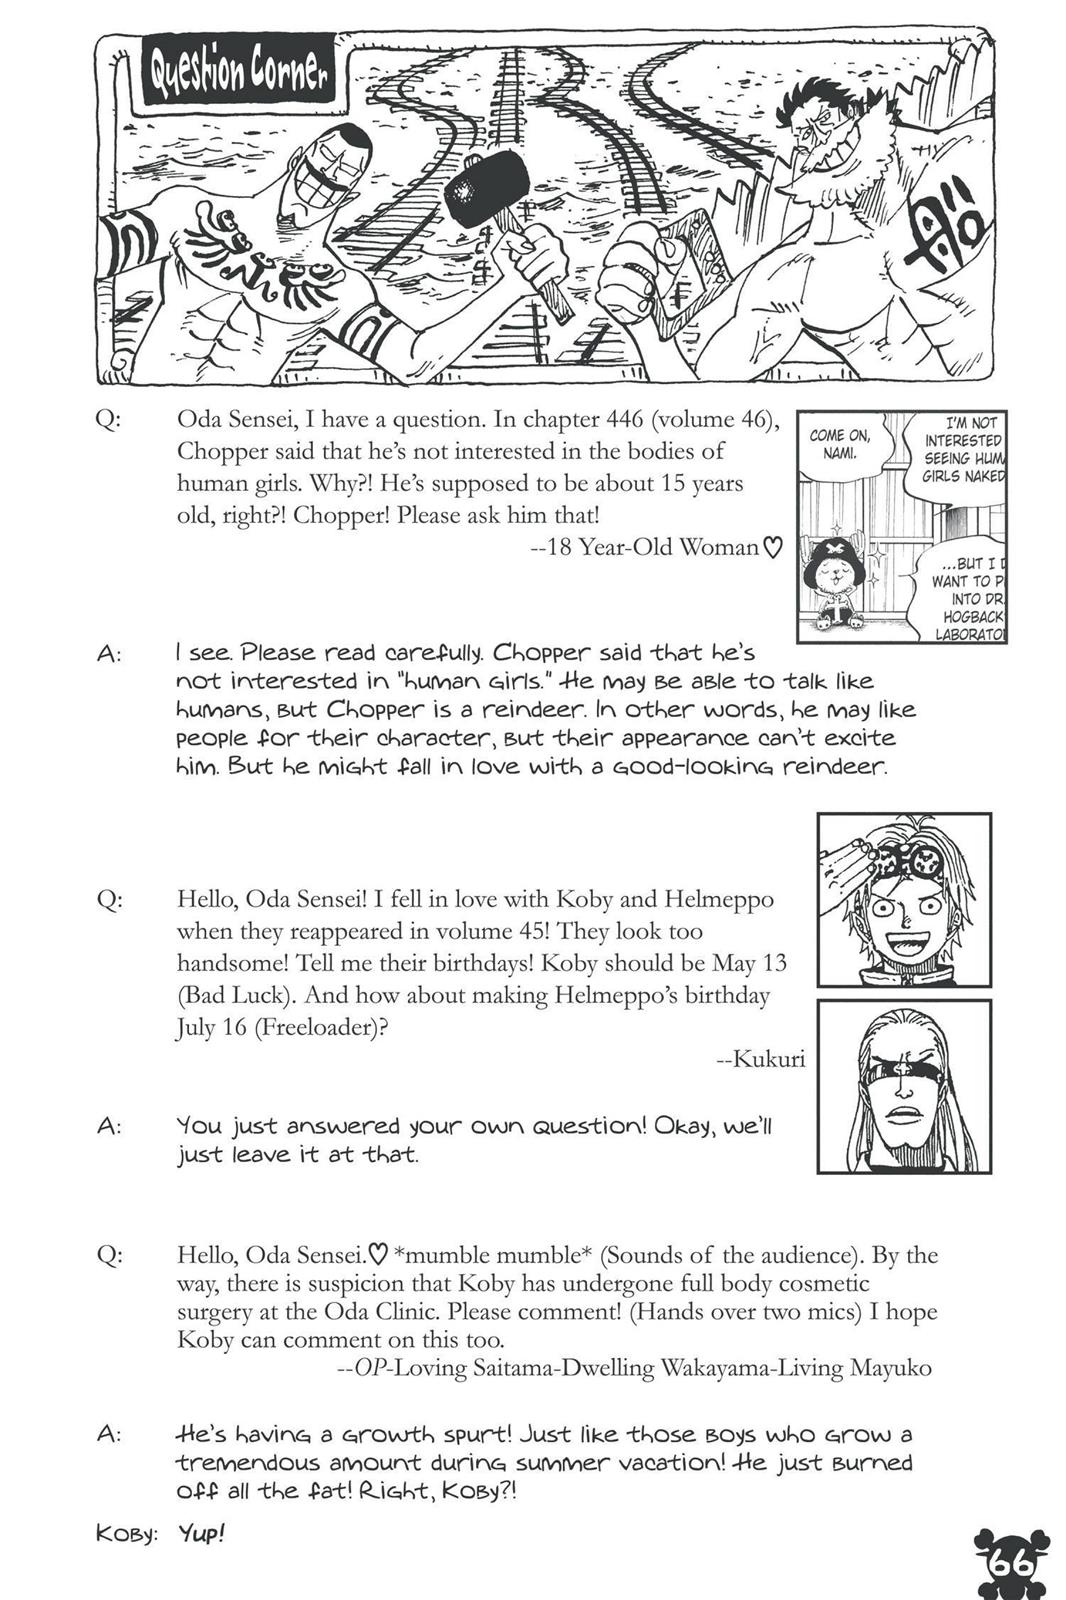 Question Corner
Q: Oda Sensei, I have a question. In chapter 446 (volume 46),
Chopper said that he's not interested in the bodies of
human girls. Why?! He's supposed to be about 15 years
old, right?! Chopper! Please ask him that!
--18 Year-Old Woman♡
COME ON,
NAMI.
I'M NOT
INTERESTED
SEEING HUM
GIRLS NAKED
...BUT I D
WANT TO P
INTO DR.
HOGBACK
LABORATO
A: I see. Please read carefully. Chopper said that he's
not interested in "human girls." He may be able to talk like
humans, but Chopper is a reindeer. In other words, he may like
people for their character, but their appearance can't excite
him. But he might fall in love with a good-looking reindeer.
Q: Hello, Oda Sensei! I fell in love with Koby and Helmeppo
when they reappeared in volume 45! They look too
handsome! Tell me their birthdays! Koby should be May 13
(Bad Luck). And how about making Helmeppo's birthday
July 16 (Freeloader)?
--Kukuri
A: You just answered your own question! Okay, we'll
just leave it at that.
Q: Hello, Oda Sensei.♡ *mumble mumble* (Sounds of the audience). By the
way, there is suspicion that Koby has undergone full body cosmetic
surgery at the Oda Clinic. Please comment! (Hands over two mics) I hope
Koby can comment on this too.
--OP-Loving Saitama-Dwelling Wakayama-Living Mayuko
A: He's having a growth spurt! Just like those boys who grow a
tremendous amount during summer vacation! He just burned
off all the fat! Right, Koby?!
Koby: Yup!
66